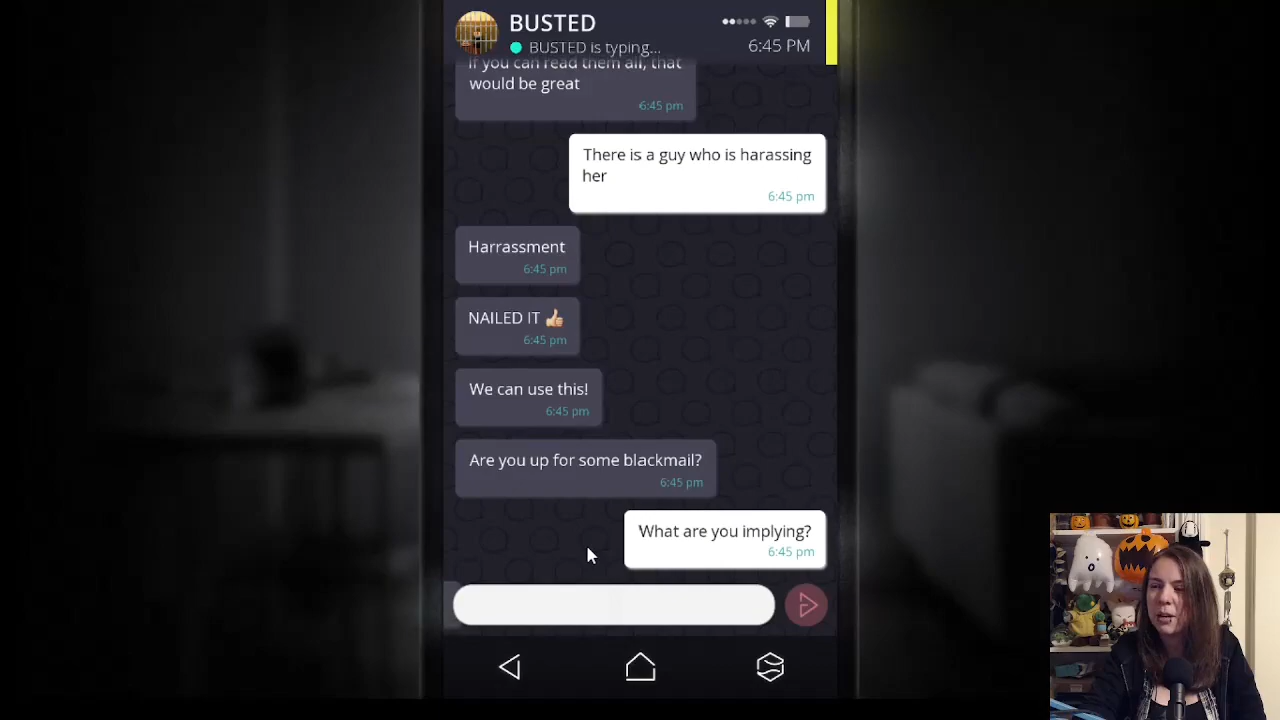 BUSTED
BUSTED is typing...
6:45 PM
If you can read them all, that
would be great
6:45 pm
There is a guy who is harassing
her
6:45 pm
Harrassment
6:45 pm
NAILED IT 👍
6:45 pm
We can use this!
6:45 pm
Are you up for some blackmail?
6:45 pm
What are you implying?
6:45 pm